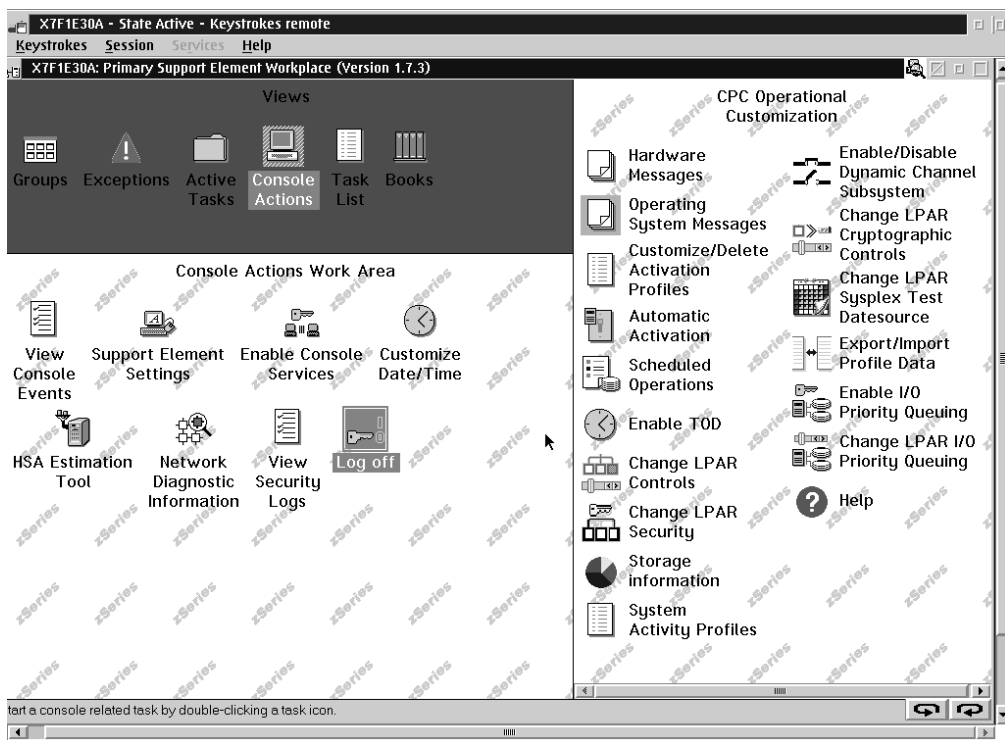 X7F1E30A - State Active - Keystrokes remote
Keystrokes Session Services Help
X7F1E30A: Primary Support Element Workplace (Version 1.7.3)
Views
Groups
Exceptions
Active
Tasks
Console
Actions
Task
List
Books
Console Actions Work Area
View
Console
Events
Support Element
Settings
Enable Console
Services
Customize
Date/Time
HSA Estimation
Tool
Network
Diagnostic
Information
View
Security
Logs
Log off
CPC Operational
Customization
Hardware
Messages
Operating
System Messages
Customize/Delete
Activation
Profiles
Automatic
Activation
Scheduled
Operations
Enable TOD
Change LPAR
Controls
Change LPAR
Security
Storage
information
System
Activity Profiles
Enable/Disable
Dynamic Channel
Subsystem
Change LPAR
Cryptographic
Controls
Change LPAR
Sysplex Test
Datesource
Export/Import
Profile Data
Enable I/O
Priority Queuing
Change LPAR I/O
Priority Queuing
Help
zSeries
tart a console related task by double-clicking a task icon.